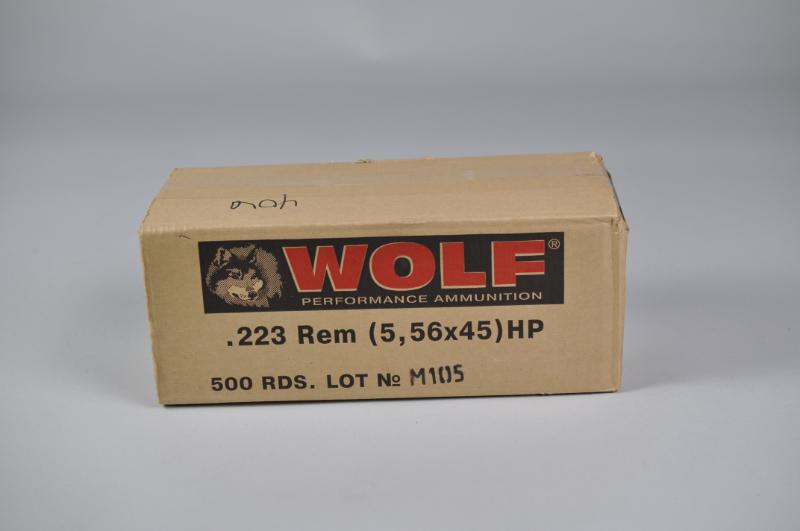 WOLF®
PERFORMANCE AMMUNITION
.223 Rem (5,56x45)HP
500 RDS. LOT № M105